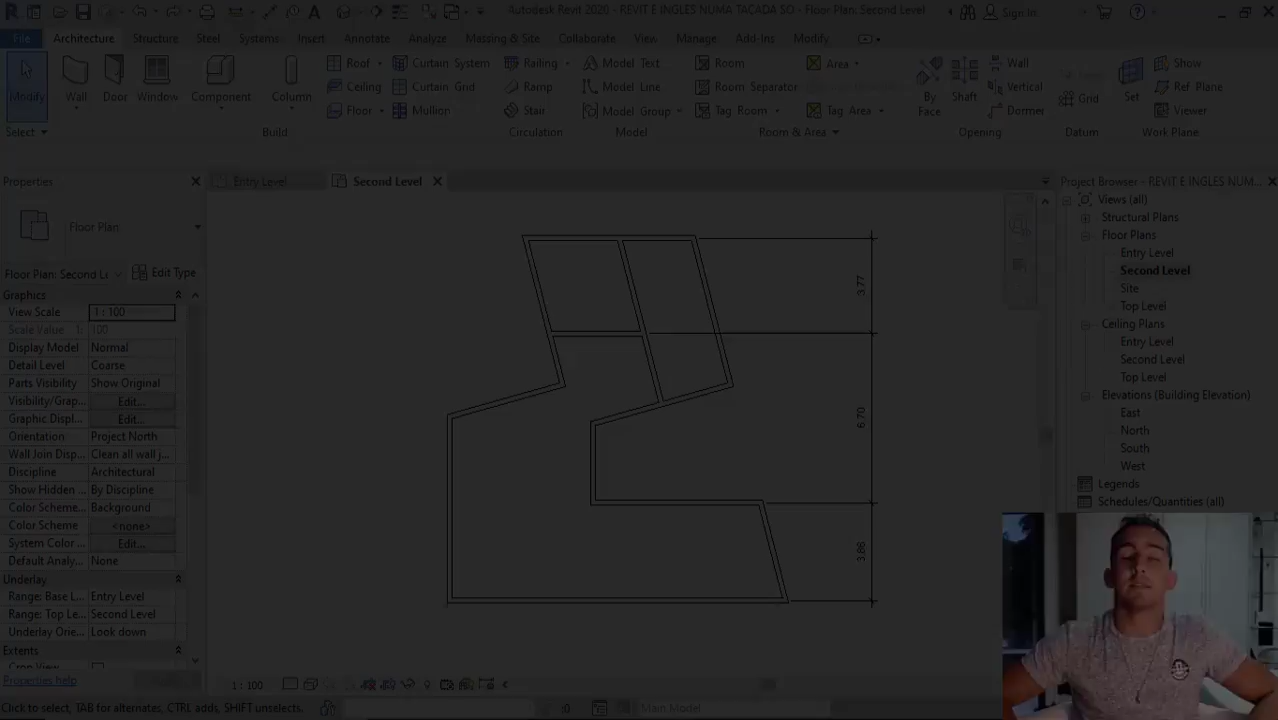 Autodesk Revit 2026 - REVIT E INGLES NUMA TACADA SO - Floor Plan: Second Level
Sign In
File Architecture Structure Steel Systems Insert Annotate Analyze Massing & Site Collaborate View Manage Add-Ins Modify
Modify Wall Door Window Component Column
Roof Curtain System Railing Model Text Room Area
Ceiling Curtain Grid Ramp Model Line Room Separator
Floor Mullion Stair Model Group Tag Room Tag Area
By Face Shaft Wall Vertical Dormer
Grid Set Show Ref Plane Viewer
Select Build Circulation Model Room & Area Opening Datum Work Plane
Properties
Entry Level
Second Level
Project Browser - REVIT E INGLES NUM...
Floor Plan
Floor Plan: Second Le
Edit Type
Graphics
View Scale 1 : 100
Scale Value 1: 100
Display Model Normal
Detail Level Coarse
Parts Visibility Show Original
Visibility/Grap... Edit...
Graphic Displ... Edit...
Orientation Project North
Wall Join Disp... Clean all wall j...
Discipline Architectural
Show Hidden ... By Discipline
Color Scheme... Background
Color Scheme <none>
System Color ... Edit...
Default Analy... None
Underlay
Range: Base L... Entry Level
Range: Top Le... Second Level
Underlay Orie... Look down
Extents
Crop View
Properties help
3.77
6.70
3.86
Views (all)
Structural Plans
Floor Plans
Entry Level
Second Level
Site
Top Level
Ceiling Plans
Entry Level
Second Level
Top Level
Elevations (Building Elevation)
East
North
South
West
Legends
Schedules/Quantities (all)
1 : 100
Click to select, TAB for alternates, CTRL adds, SHIFT unselects.
:0
Main Model